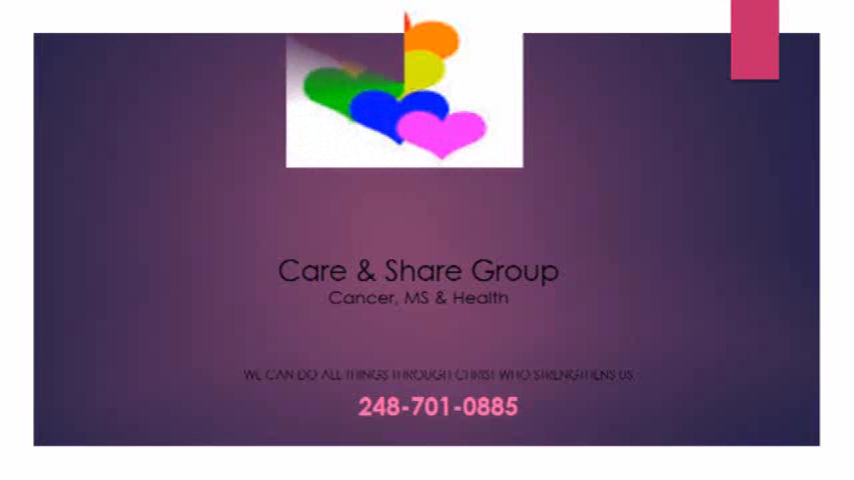 Care & Share Group
Cancer, MS & Health
WE CAN DO ALL THINGS THROUGH CHRIST WHO STRENGTHENS US
248-701-0885